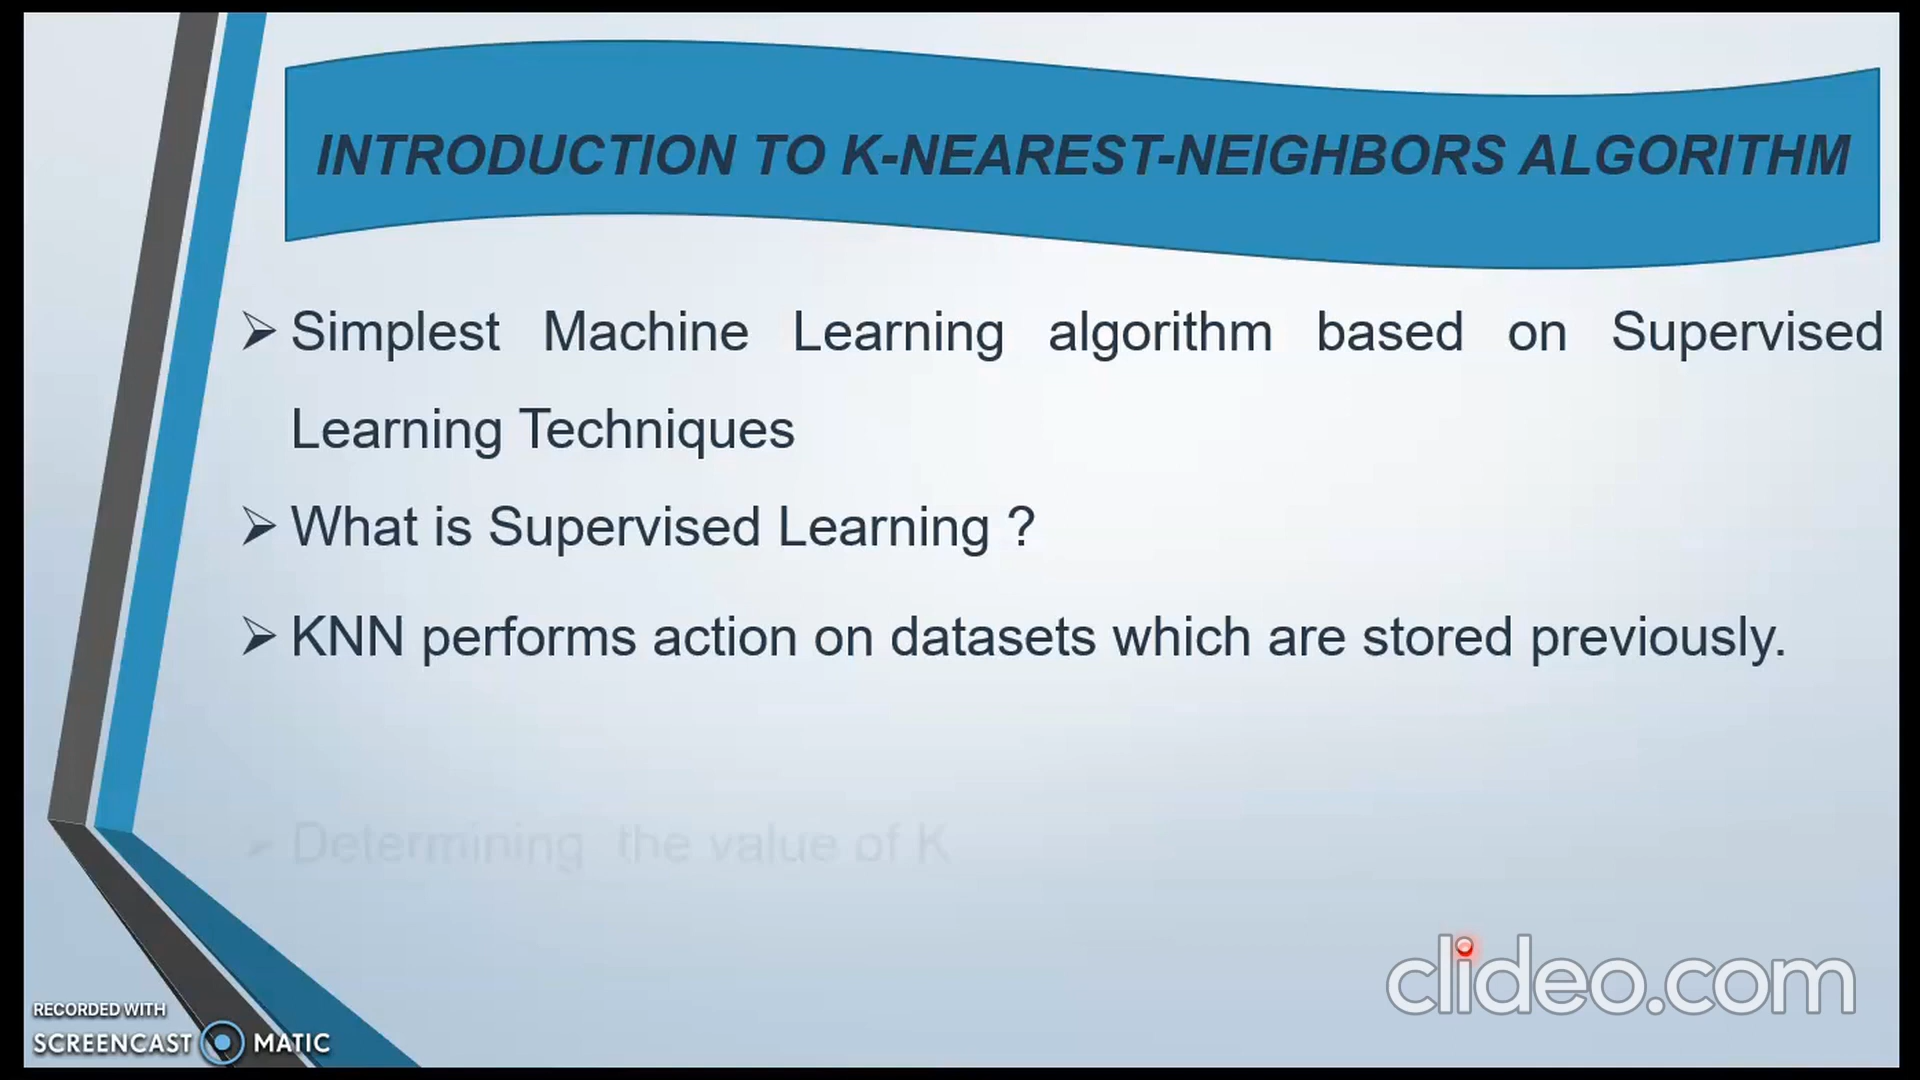 INTRODUCTION TO K-NEAREST-NEIGHBORS ALGORITHM
➢ Simplest Machine Learning algorithm based on Supervised
Learning Techniques
➢ What is Supervised Learning ?
➢ KNN performs action on datasets which are stored previously.
➢ Determining the value of K
clideo.com
RECORDED WITH
SCREENCAST MATIC